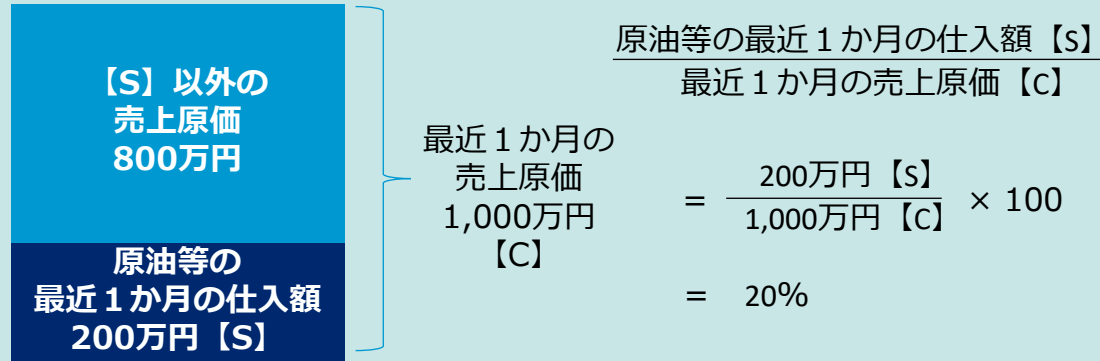 【S】以外の
売上原価
800万円
原油等の
最近１か月の仕入額
200万円【S】
最近１か月の
売上原価
1,000万円
【C】
原油等の最近１か月の仕入額【S】
最近１か月の売上原価【C】
= 200万円【S】
1,000万円【C】 × 100
= 20%